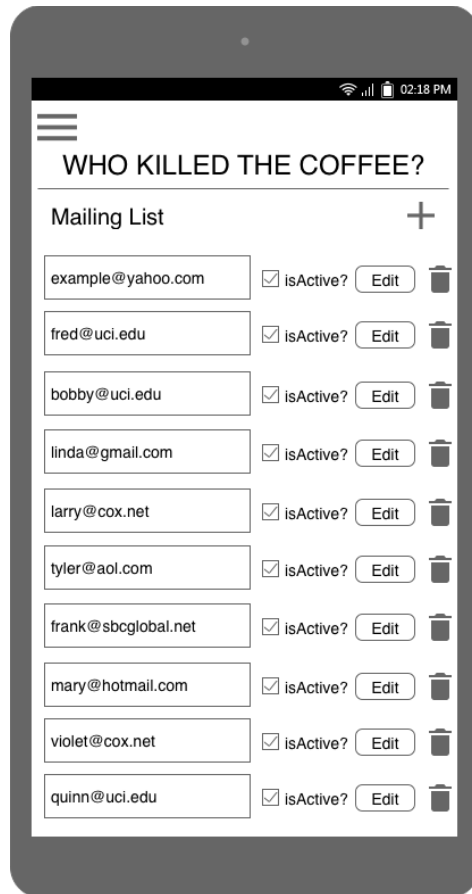 02:18 PM
WHO KILLED THE COFFEE?
Mailing List
example@yahoo.com isActive? Edit
fred@uci.edu isActive? Edit
bobby@uci.edu isActive? Edit
linda@gmail.com isActive? Edit
larry@cox.net isActive? Edit
tyler@aol.com isActive? Edit
frank@sbcglobal.net isActive? Edit
mary@hotmail.com isActive? Edit
violet@cox.net isActive? Edit
quinn@uci.edu isActive? Edit